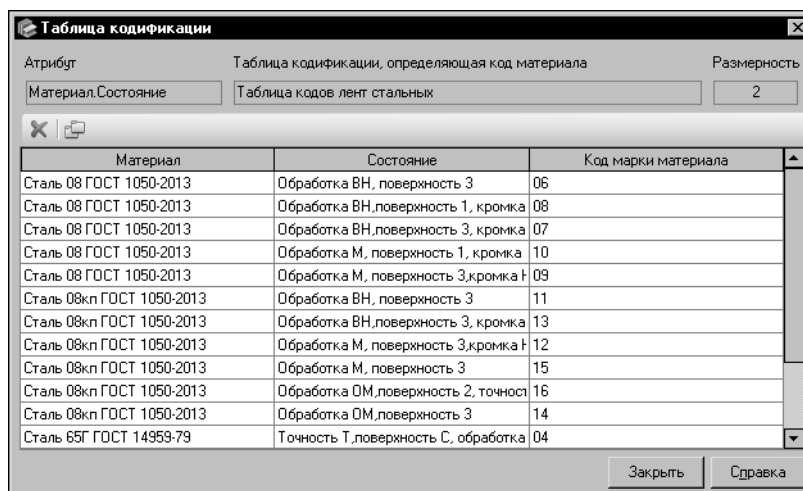 Таблица кодификации
Атрибут Таблица кодификации, определяющая код материала Размерность
Материал.Состояние Таблица кодов лент стальных 2
Материал Состояние Код марки материала
Сталь 08 ГОСТ 1050-2013 Обработка ВН, поверхность 3 06
Сталь 08 ГОСТ 1050-2013 Обработка ВН,поверхность 1, кромка 08
Сталь 08 ГОСТ 1050-2013 Обработка ВН,поверхность 3, кромка 07
Сталь 08 ГОСТ 1050-2013 Обработка М, поверхность 1, кромка 10
Сталь 08 ГОСТ 1050-2013 Обработка М, поверхность 3,кромка 09
Сталь 08кп ГОСТ 1050-2013 Обработка ВН, поверхность 3 11
Сталь 08кп ГОСТ 1050-2013 Обработка ВН,поверхность 3, кромка 13
Сталь 08кп ГОСТ 1050-2013 Обработка М, поверхность 3,кромка 12
Сталь 08кп ГОСТ 1050-2013 Обработка М, поверхность 3 15
Сталь 08кп ГОСТ 1050-2013 Обработка ОМ,поверхность 2, точност 16
Сталь 08кп ГОСТ 1050-2013 Обработка ОМ,поверхность 3 14
Сталь 65Г ГОСТ 14959-79 Точность Т,поверхность С, обработка 04
Закрыть Справка